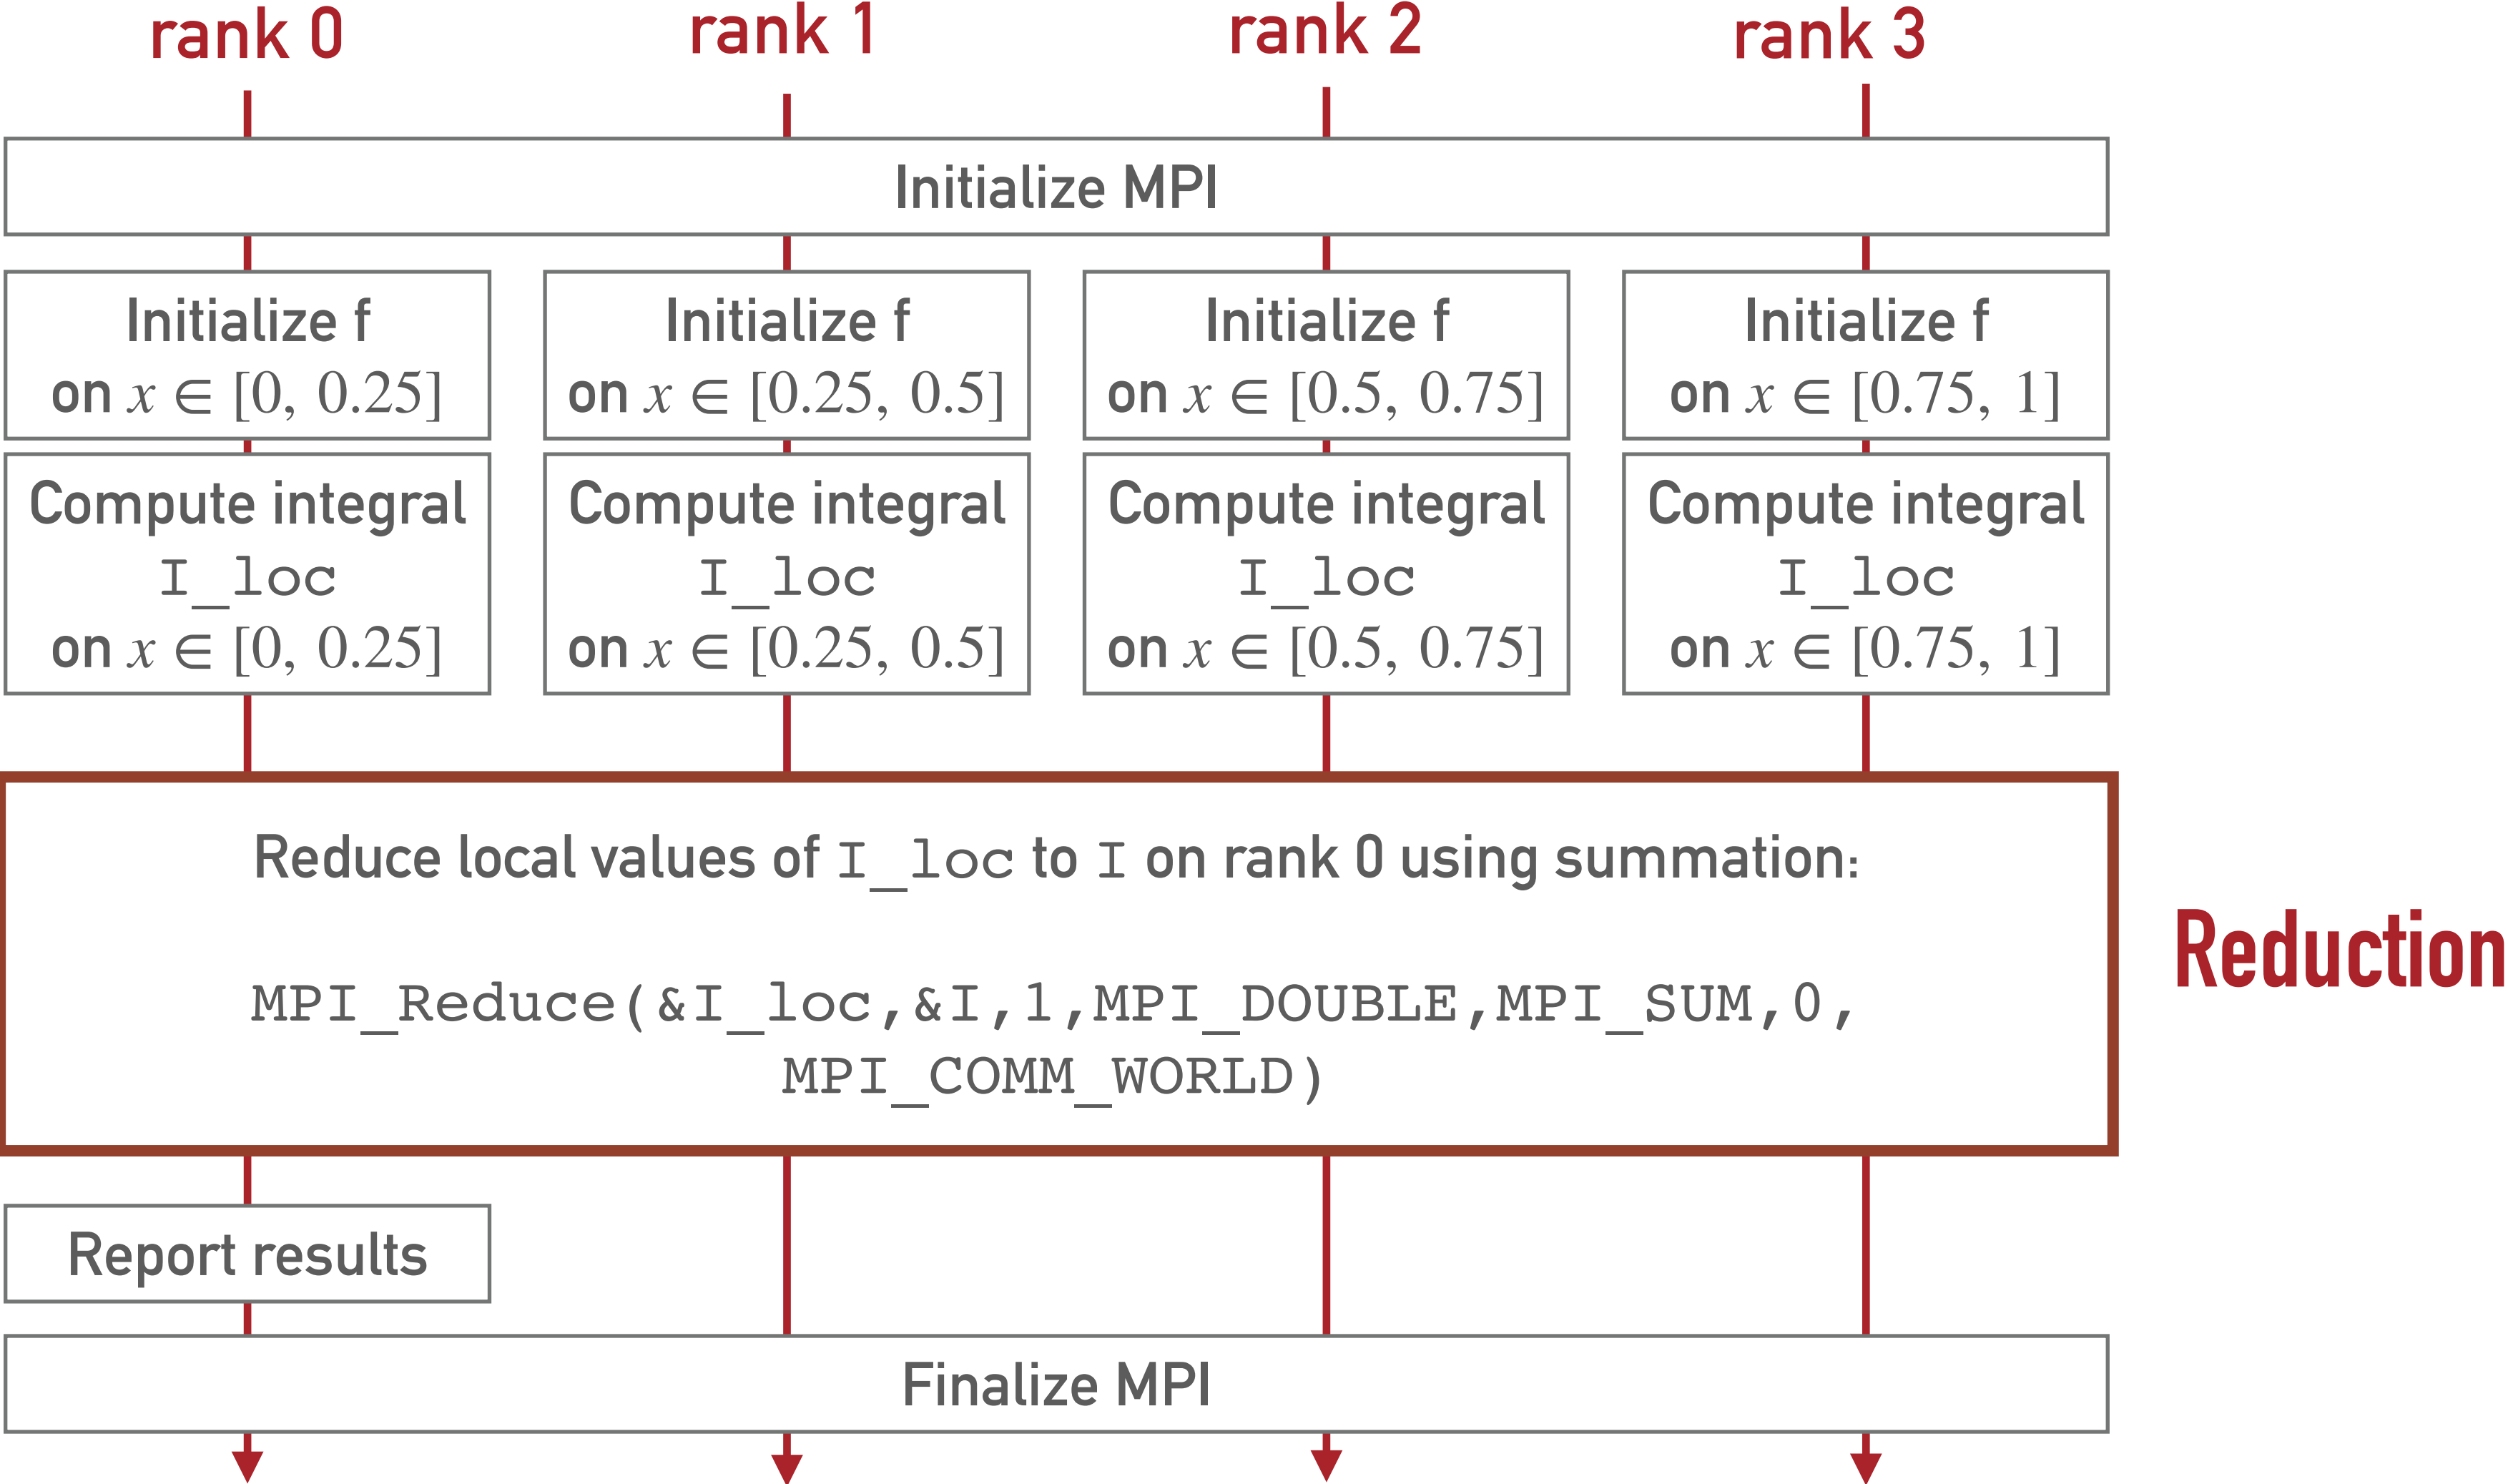 rank 0
rank 1
rank 2
rank 3
Initialize MPI
Initialize f
on x ∈ [0, 0.25]
Initialize f
on x ∈ [0.25, 0.5]
Initialize f
on x ∈ [0.5, 0.75]
Initialize f
on x ∈ [0.75, 1]
Compute integral
I_loc
on x ∈ [0, 0.25]
Compute integral
I_loc
on x ∈ [0.25, 0.5]
Compute integral
I_loc
on x ∈ [0.5, 0.75]
Compute integral
I_loc
on x ∈ [0.75, 1]
Reduce local values of I_loc to I on rank 0 using summation:
MPI_Reduce(&I_loc,&I,1,MPI_DOUBLE,MPI_SUM,0,
MPI_COMM_WORLD)
Reduction
Report results
Finalize MPI